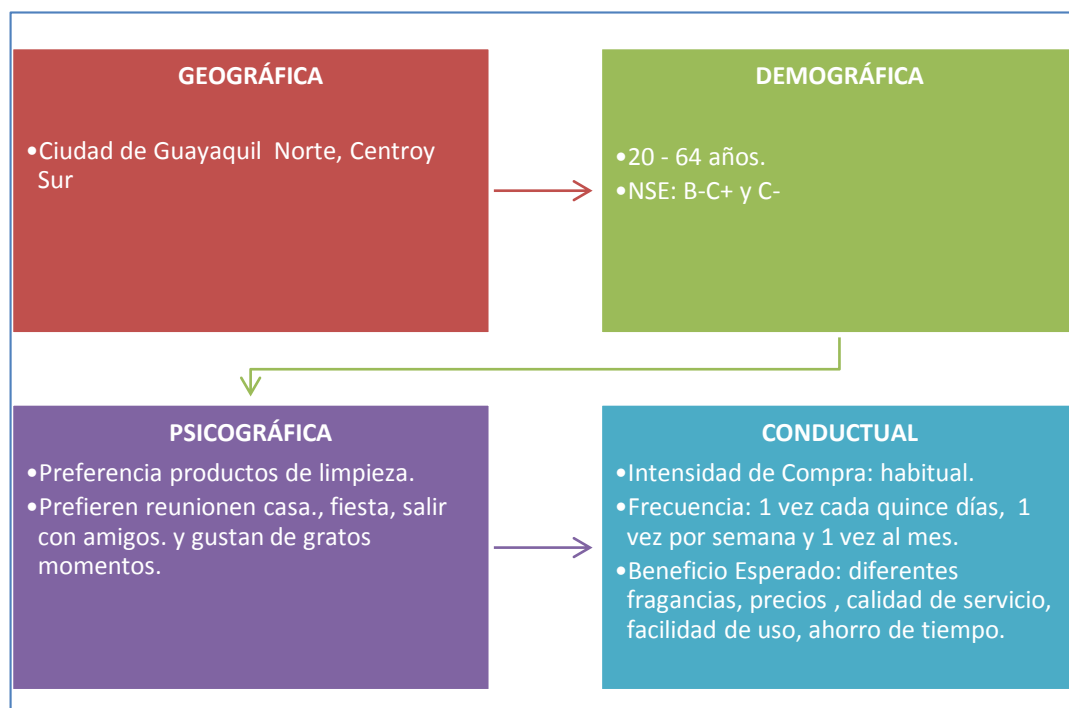 GEOGRÁFICA
•Ciudad de Guayaquil  Norte, Centroy
Sur
DEMOGRÁFICA
•20 - 64 años.
•NSE: B-C+ y C-
PSICOGRÁFICA
•Preferencia productos de limpieza.
•Prefieren reunionen casa., fiesta, salir
con amigos. y gustan de gratos
momentos.
CONDUCTUAL
•Intensidad de Compra: habitual.
•Frecuencia: 1 vez cada quince días,  1
vez por semana y 1 vez al mes.
•Beneficio Esperado: diferentes
fragancias, precios , calidad de servicio,
facilidad de uso, ahorro de tiempo.